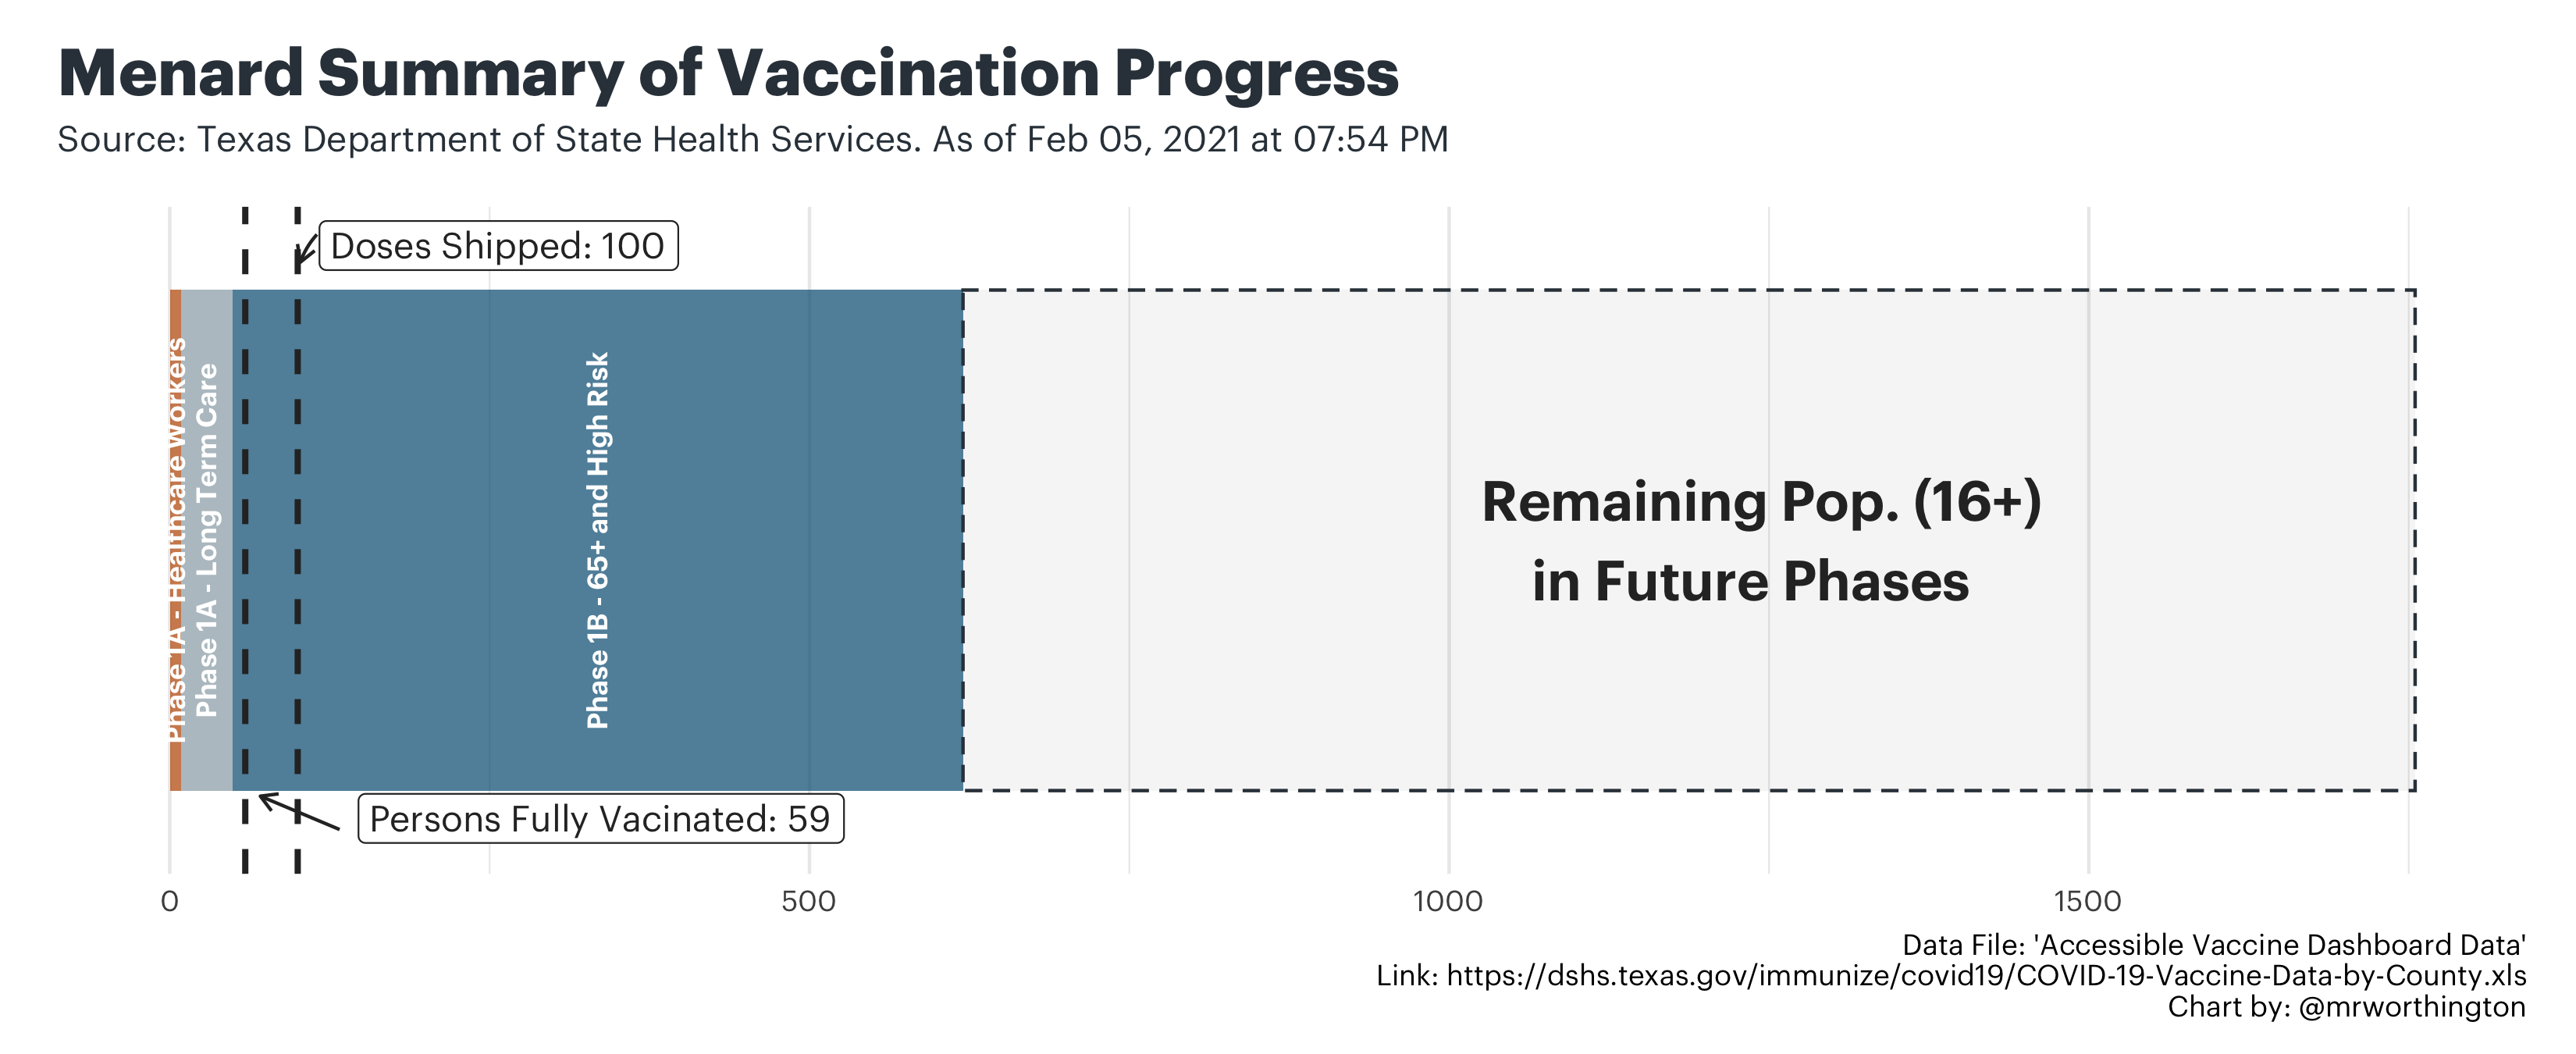 Menard Summary of Vaccination Progress
Source: Texas Department of State Health Services. As of Feb 05, 2021 at 07:54 PM
Doses Shipped: 100
Phase 1A - Healthcare Workers
Phase 1A - Long Term Care
Phase 1B - 65+ and High Risk
Remaining Pop. (16+)
in Future Phases
Persons Fully Vacinated: 59
0
500
1000
1500
Data File: 'Accessible Vaccine Dashboard Data'
Link: https://dshs.texas.gov/immunize/covid19/COVID-19-Vaccine-Data-by-County.xls
Chart by: @mrworthington